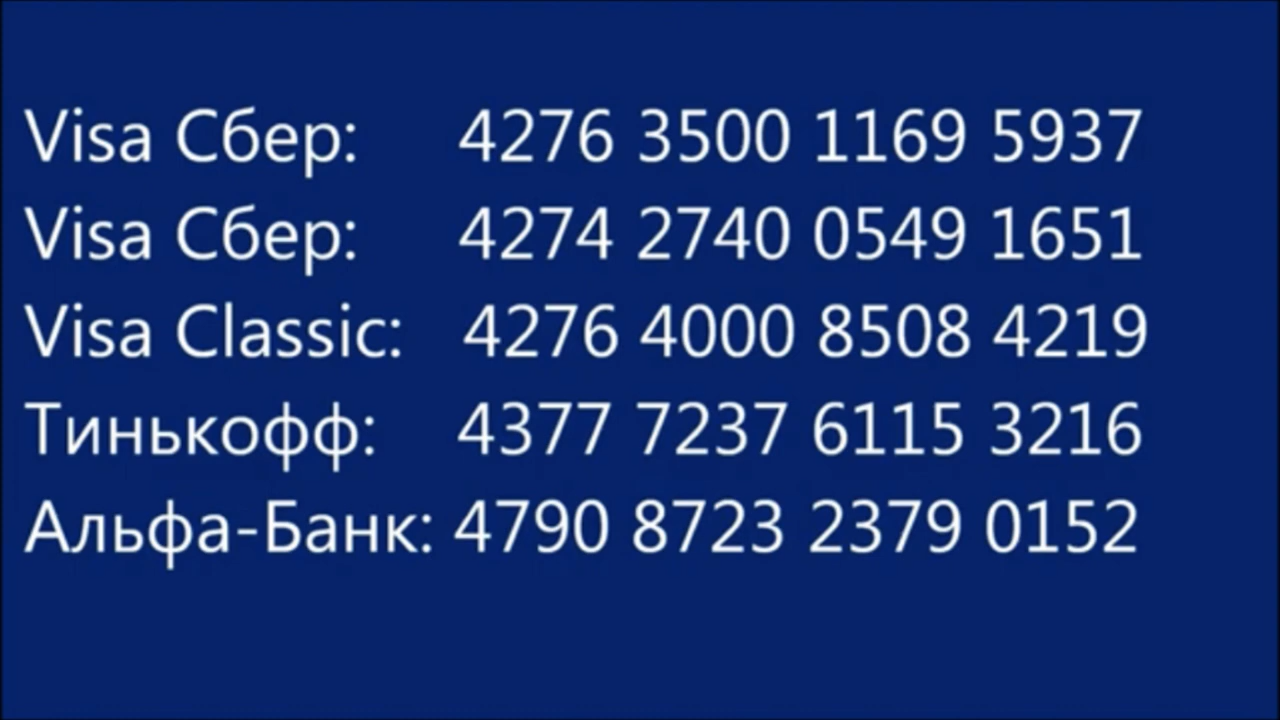 Visa Сбер: 4276 3500 1169 5937
Visa Сбер: 4274 2740 0549 1651
Visa Classic: 4276 4000 8508 4219
Тинькофф: 4377 7237 6115 3216
Альфа-Банк: 4790 8723 2379 0152